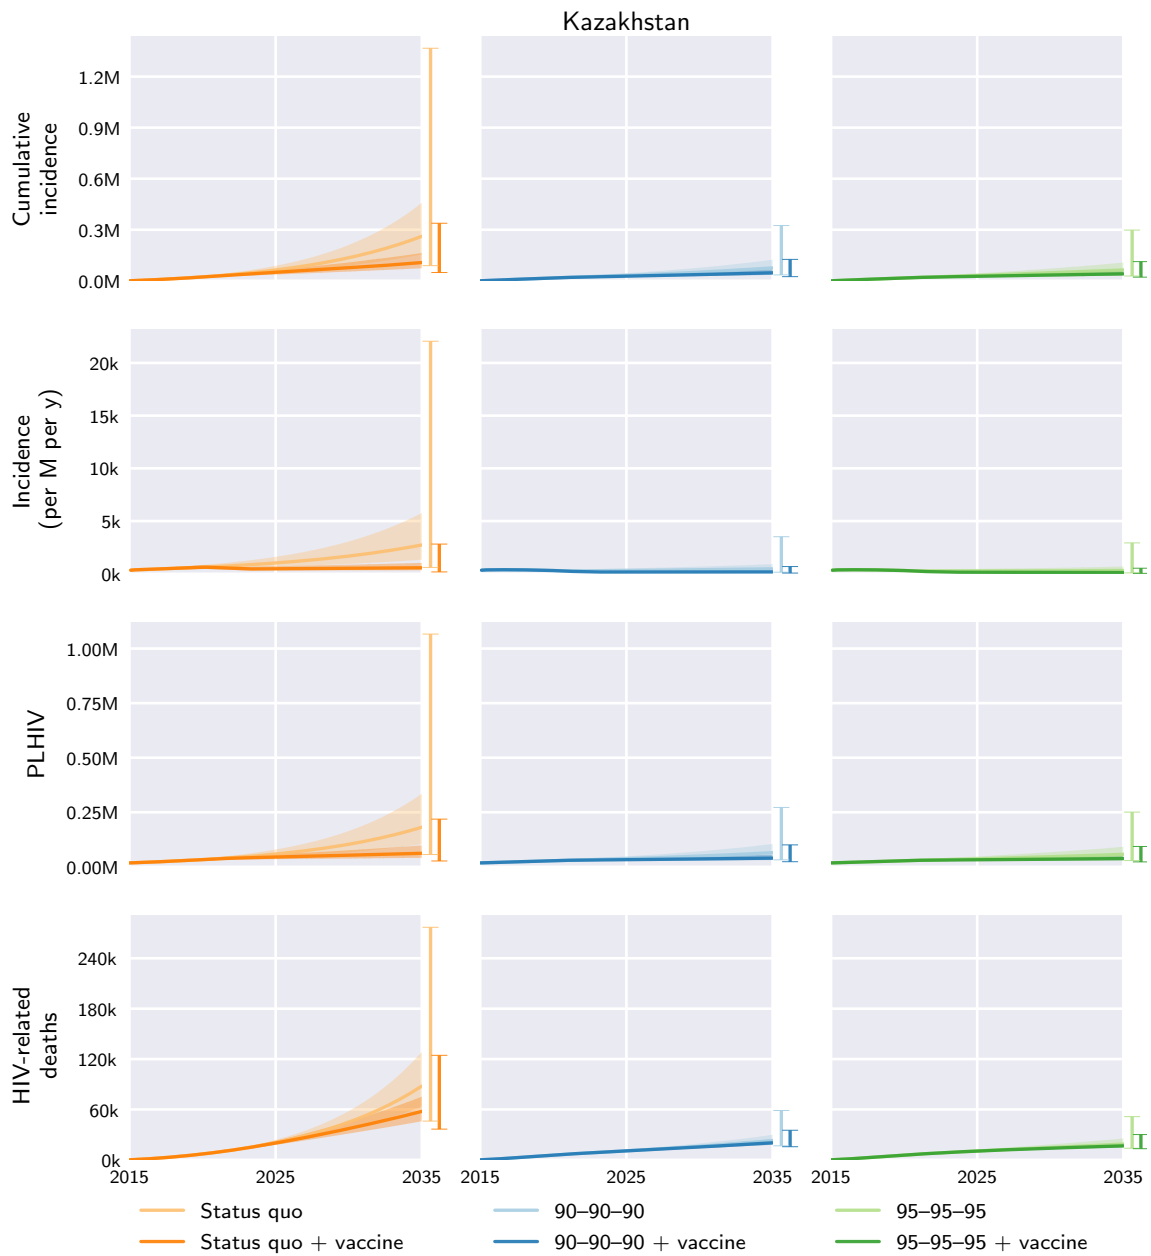 Kazakhstan
Cumulative
incidence
1.2M
0.9M
0.6M
0.3M
0.0M
Incidence
(per M per y)
20k
15k
10k
5k
0k
PLHIV
1.00M
0.75M
0.50M
0.25M
0.00M
HIV-related
deaths
240k
180k
120k
60k
0k
2015 2025 2035 2015 2025 2035 2015 2025 2035
Status quo 90–90–90 95–95–95
Status quo + vaccine 90–90–90 + vaccine 95–95–95 + vaccine